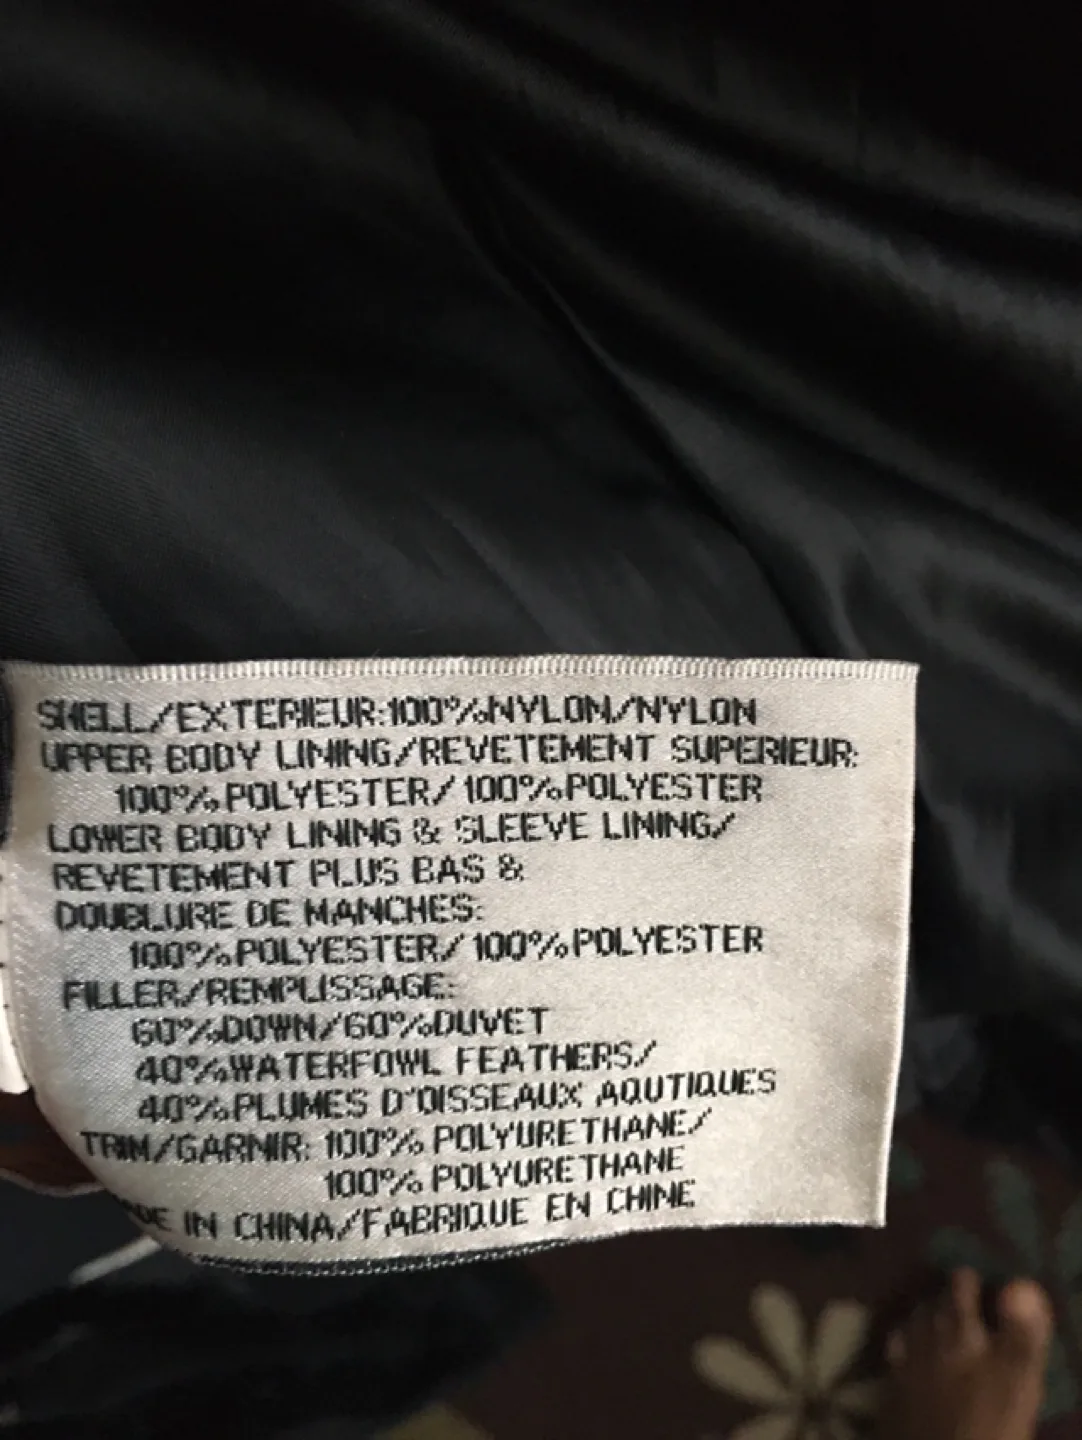 SHELL/EXTERIEUR:100%NYLON/NYLON
UPPER BODY LINING/REVETEMENT SUPERIEUR:
100%POLYESTER/100%POLYESTER
LOWER BODY LINING & SLEEVE LINING/
REVETEMENT PLUS BAS &
DOUBLURE DE MANCHES:
100%POLYESTER/100%POLYESTER
FILLER/REMPLISSAGE:
60%DOWN/60%DUVET
40%WATERFOWL FEATHERS/
40%PLUMES D'OISSEAUX AQUTIQUES
TRIM/GARNIR: 100% POLYURETHANE/
100% POLYURETHANE
IN CHINA/FABRIQUE EN CHINE